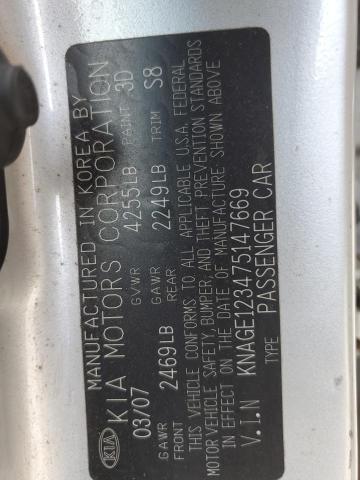 KIA
MANUFACTURED IN KOREA BY
KIA MOTORS CORPORATION
03/07 GVWR 4255LB PAINT 3D
GAWR FRONT 2469LB GAWR REAR 2249LB TRIM S8
THIS VEHICLE CONFORMS TO ALL APPLICABLE U.S.A. FEDERAL
MOTOR VEHICLE SAFETY, BUMPER, AND THEFT PREVENTION STANDARDS
IN EFFECT ON THE DATE OF MANUFACTURE SHOWN ABOVE
V.I.N KNAGE123475147669
TYPE PASSENGER CAR